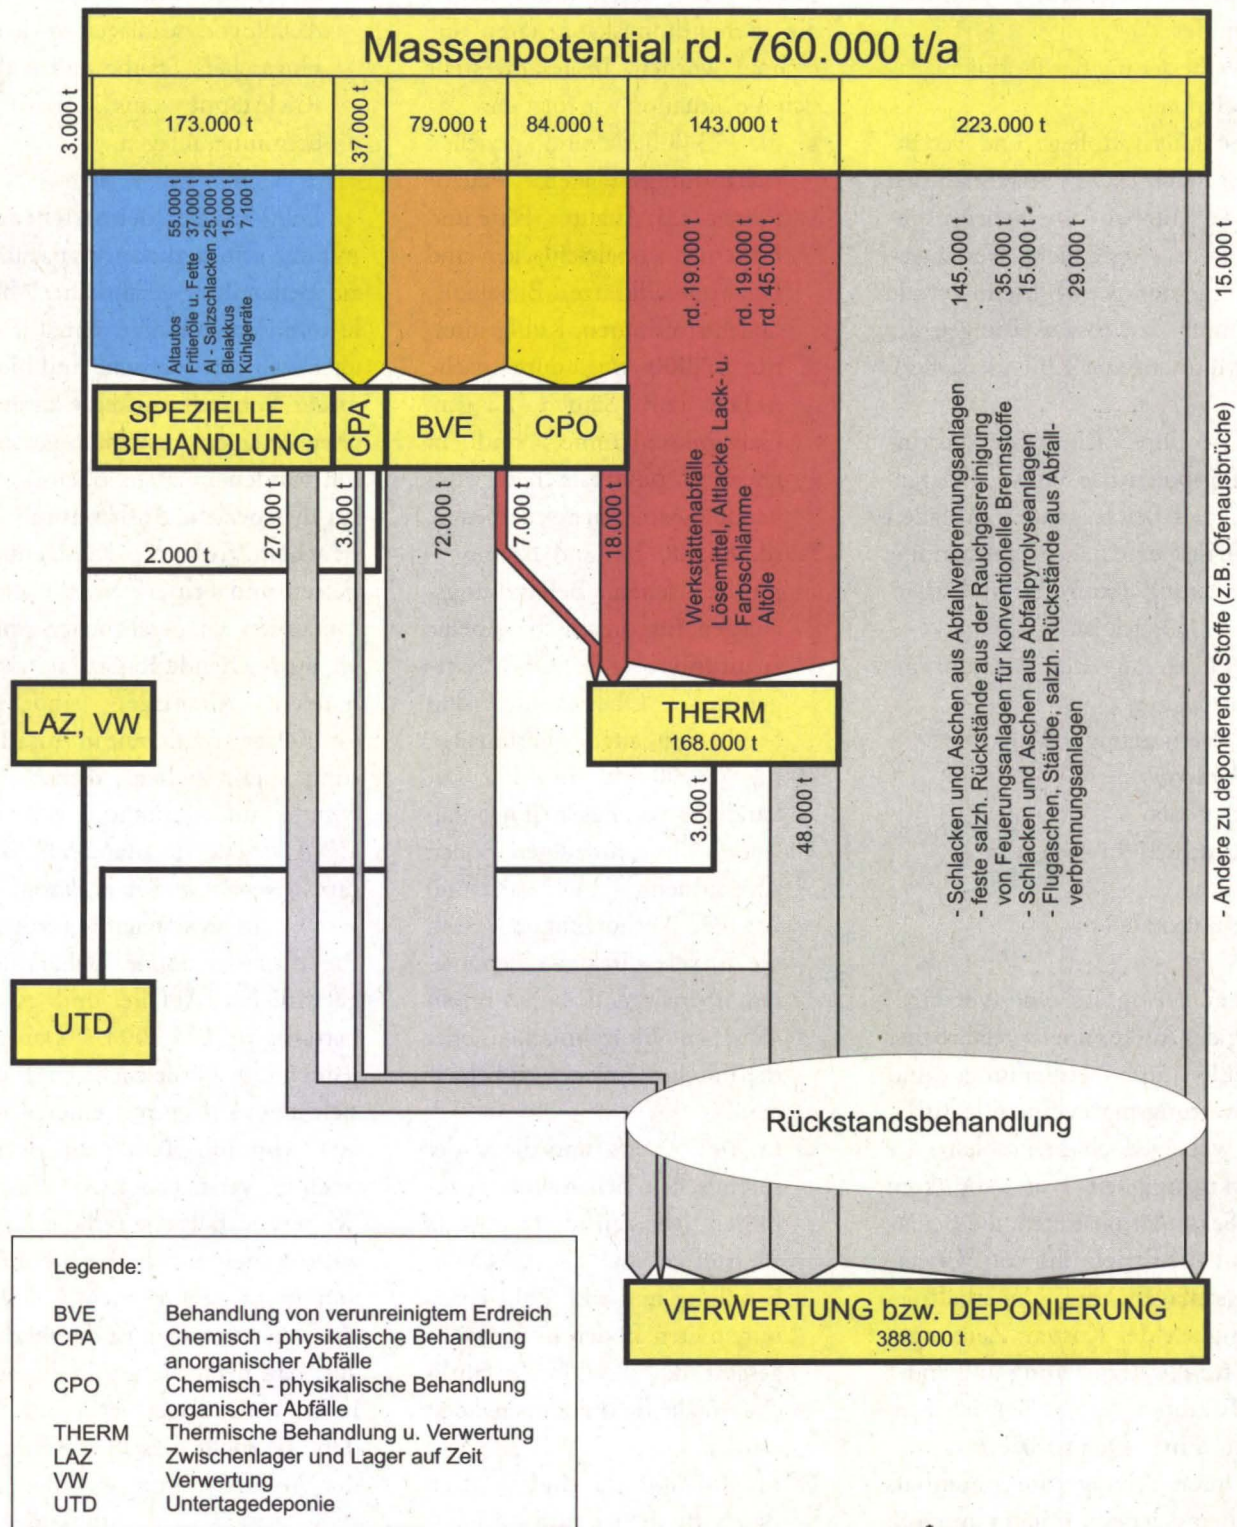 Massenpotential rd. 760.000 t/a
3.000 t
173.000 t
37.000 t
79.000 t
84.000 t
143.000 t
223.000 t
Altautos 55.000 t
Fritieröle u. Fette 37.000 t
Al - Salzschlacken 25.000 t
Bleiakkus 15.000 t
Kühlgeräte 7.100 t
Werkstättenabfälle rd. 19.000 t
Lösemittel, Altlacke, Lack- u.
Farbschlämme rd. 19.000 t
Altöle rd. 45.000 t
- Schlacken und Aschen aus Abfallverbrennungsanlagen 145.000 t
- feste salzh. Rückstände aus der Rauchgasreinigung
von Feuerungsanlagen für konventionelle Brennstoffe 35.000 t
- Schlacken und Aschen aus Abfallpyrolyseanlagen 15.000 t
- Flugaschen, Stäube, salzh. Rückstände aus Abfall-
verbrennungsanlagen 29.000 t
- Andere zu deponierende Stoffe (z.B. Ofenausbrüche) 15.000 t
SPEZIELLE
BEHANDLUNG
CPA
BVE
CPO
2.000 t
27.000 t
3.000 t
72.000 t
7.000 t
18.000 t
LAZ, VW
THERM
168.000 t
3.000 t
48.000 t
UTD
Rückstandsbehandlung
VERWERTUNG bzw. DEPONIERUNG
388.000 t
Legende:
BVE Behandlung von verunreinigtem Erdreich
CPA Chemisch - physikalische Behandlung
anorganischer Abfälle
CPO Chemisch - physikalische Behandlung
organischer Abfälle
THERM Thermische Behandlung u. Verwertung
LAZ Zwischenlager und Lager auf Zeit
VW Verwertung
UTD Untertagedeponie